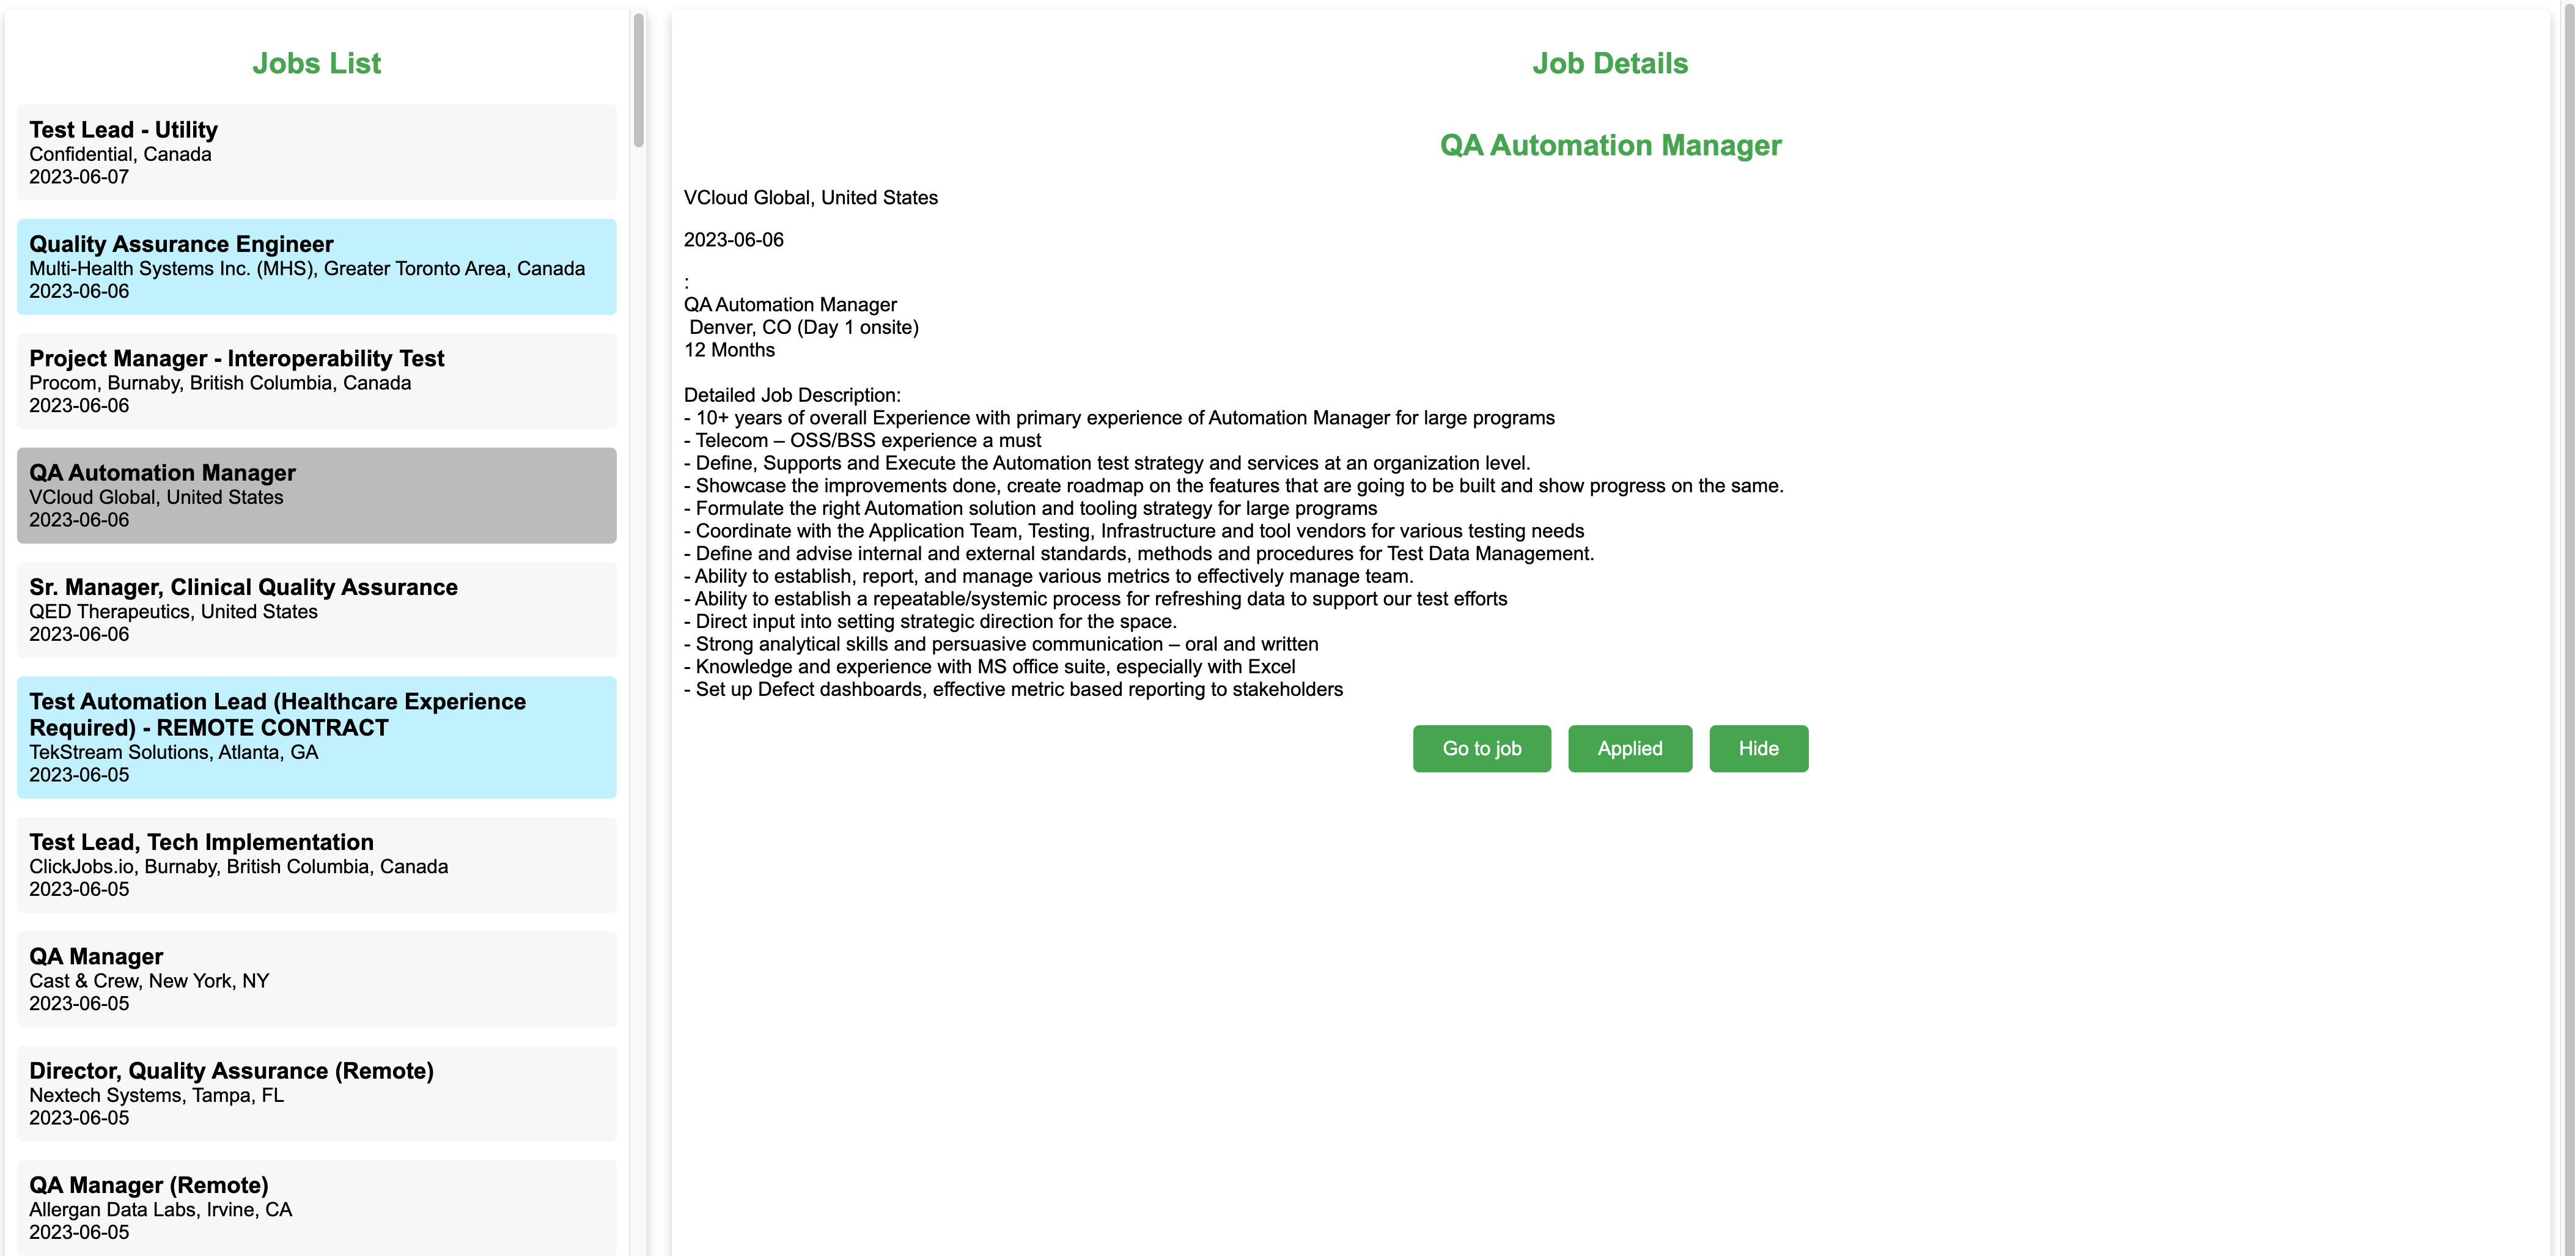 Jobs List
Test Lead - Utility
Confidential, Canada
2023-06-07
Quality Assurance Engineer
Multi-Health Systems Inc. (MHS), Greater Toronto Area, Canada
2023-06-06
Project Manager - Interoperability Test
Procom, Burnaby, British Columbia, Canada
2023-06-06
QA Automation Manager
VCloud Global, United States
2023-06-06
Sr. Manager, Clinical Quality Assurance
QED Therapeutics, United States
2023-06-06
Test Automation Lead (Healthcare Experience
Required) - REMOTE CONTRACT
TekStream Solutions, Atlanta, GA
2023-06-05
Test Lead, Tech Implementation
ClickJobs.io, Burnaby, British Columbia, Canada
2023-06-05
QA Manager
Cast & Crew, New York, NY
2023-06-05
Director, Quality Assurance (Remote)
Nextech Systems, Tampa, FL
2023-06-05
QA Manager (Remote)
Allergan Data Labs, Irvine, CA
2023-06-05
Job Details
QA Automation Manager
VCloud Global, United States
2023-06-06
:
QA Automation Manager
Denver, CO (Day 1 onsite)
12 Months
Detailed Job Description:
- 10+ years of overall Experience with primary experience of Automation Manager for large programs
- Telecom – OSS/BSS experience a must
- Define, Supports and Execute the Automation test strategy and services at an organization level.
- Showcase the improvements done, create roadmap on the features that are going to be built and show progress on the same.
- Formulate the right Automation solution and tooling strategy for large programs
- Coordinate with the Application Team, Testing, Infrastructure and tool vendors for various testing needs
- Define and advise internal and external standards, methods and procedures for Test Data Management.
- Ability to establish, report, and manage various metrics to effectively manage team.
- Ability to establish a repeatable/systemic process for refreshing data to support our test efforts
- Direct input into setting strategic direction for the space.
- Strong analytical skills and persuasive communication – oral and written
- Knowledge and experience with MS office suite, especially with Excel
- Set up Defect dashboards, effective metric based reporting to stakeholders
Go to job
Applied
Hide